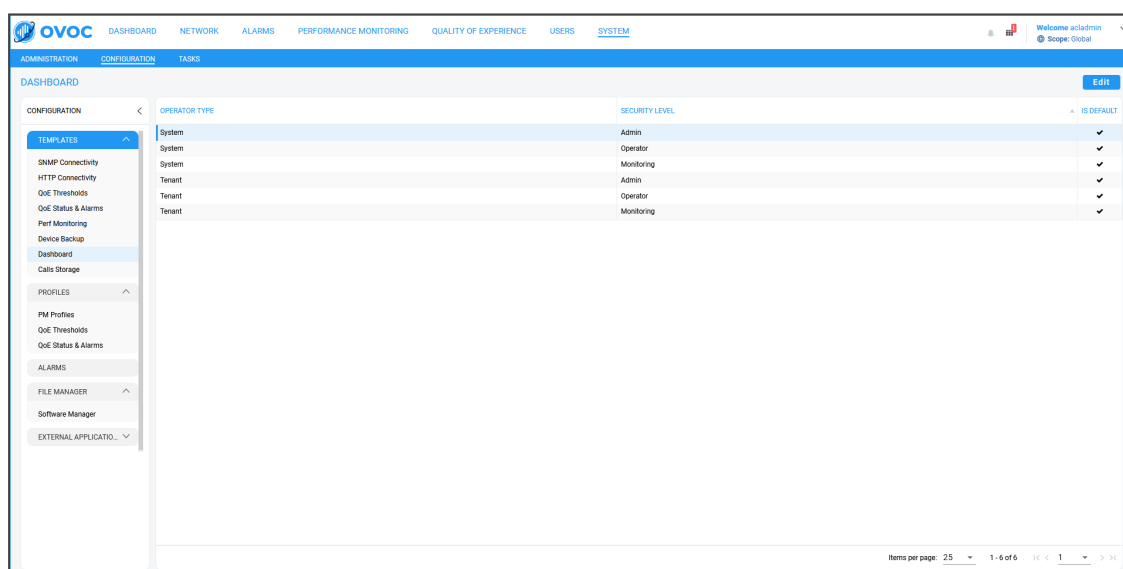 OVOC DASHBOARD NETWORK ALARMS PERFORMANCE MONITORING QUALITY OF EXPERIENCE USERS SYSTEM 1 Welcome acladmin
Scope: Global
ADMINISTRATION CONFIGURATION TASKS
DASHBOARD Edit
CONFIGURATION
TEMPLATES
SNMP Connectivity
HTTP Connectivity
QoE Thresholds
QoE Status & Alarms
Perf Monitoring
Device Backup
Dashboard
Calls Storage
PROFILES
PM Profiles
QoE Thresholds
QoE Status & Alarms
ALARMS
FILE MANAGER
Software Manager
EXTERNAL APPLICATIO...
OPERATOR TYPE SECURITY LEVEL IS DEFAULT
System Admin
System Operator
System Monitoring
Tenant Admin
Tenant Operator
Tenant Monitoring
Items per page: 25 1 - 6 of 6 1